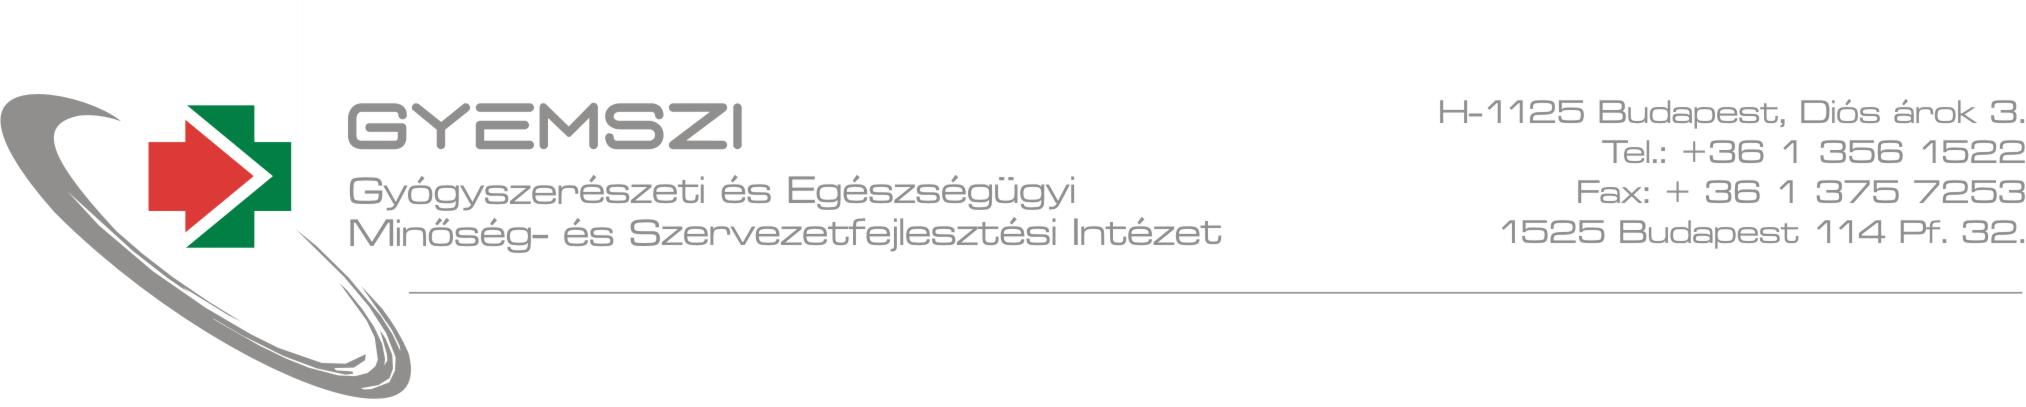 GYEMSZI
Gyógyszerészeti és Egészségügyi
Minőség- és Szervezetfejlesztési Intézet
H-1125 Budapest, Diós árok 3.
Tel.: +36 1 356 1522
Fax: + 36 1 375 7253
1525 Budapest 114 Pf. 32.